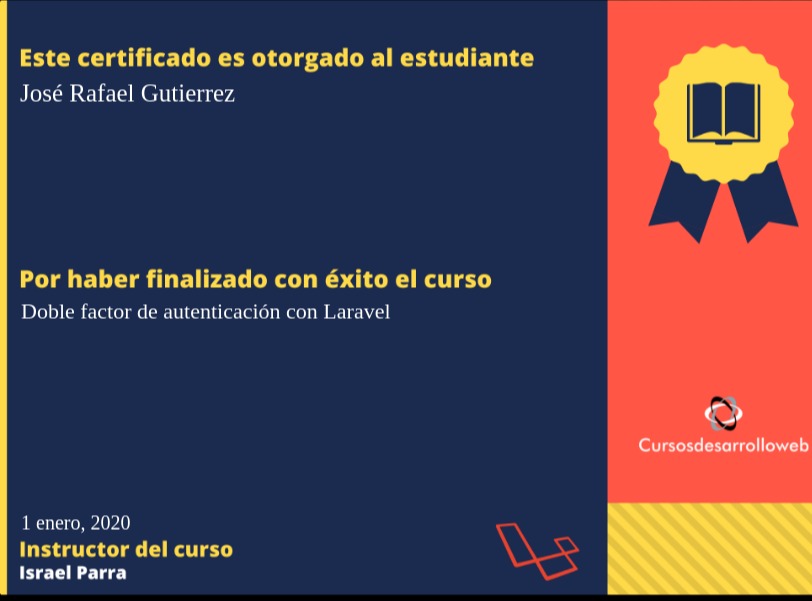 Este certificado es otorgado al estudiante
José Rafael Gutierrez
Por haber finalizado con éxito el curso
Doble factor de autenticación con Laravel
Cursosdesarrolloweb
1 enero, 2020
Instructor del curso
Israel Parra